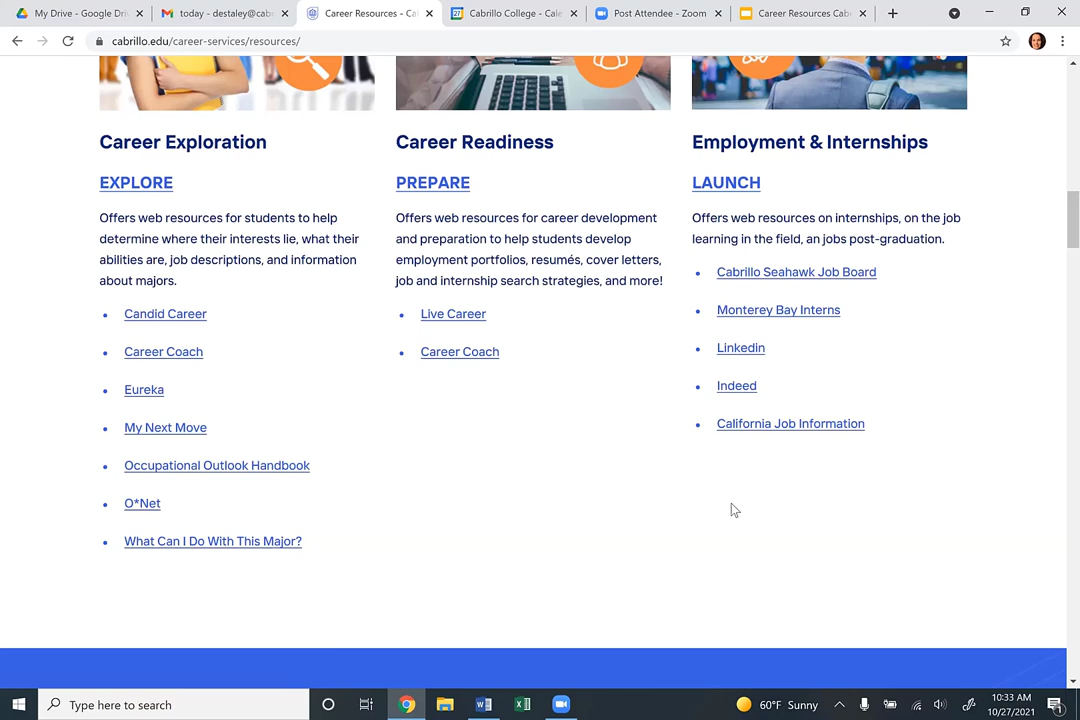 My Drive - Google Driv
today - destaley@cabr
Career Resources - Ca
Cabrillo College - Cale
Post Attendee - Zoom
Career Resources Cab
cabrillo.edu/career-services/resources/
Career Exploration
EXPLORE
Offers web resources for students to help
determine where their interests lie, what their
abilities are, job descriptions, and information
about majors.
Candid Career
Career Coach
Eureka
My Next Move
Occupational Outlook Handbook
O*Net
What Can I Do With This Major?
Career Readiness
PREPARE
Offers web resources for career development
and preparation to help students develop
employment portfolios, resumés, cover letters,
job and internship search strategies, and more!
Live Career
Career Coach
Employment & Internships
LAUNCH
Offers web resources on internships, on the job
learning in the field, an jobs post-graduation.
Cabrillo Seahawk Job Board
Monterey Bay Interns
Linkedin
Indeed
California Job Information
Type here to search
60°F Sunny
10:33 AM
10/27/2021